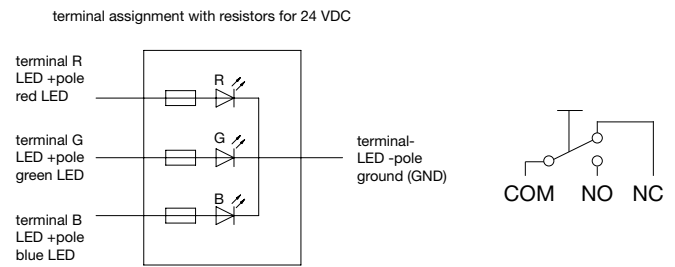 terminal assignment with resistors for 24 VDC
terminal R
LED +pole
red LED
R
terminal G
LED +pole
green LED
G
terminal-
LED -pole
ground (GND)
terminal B
LED +pole
blue LED
B
COM NO NC